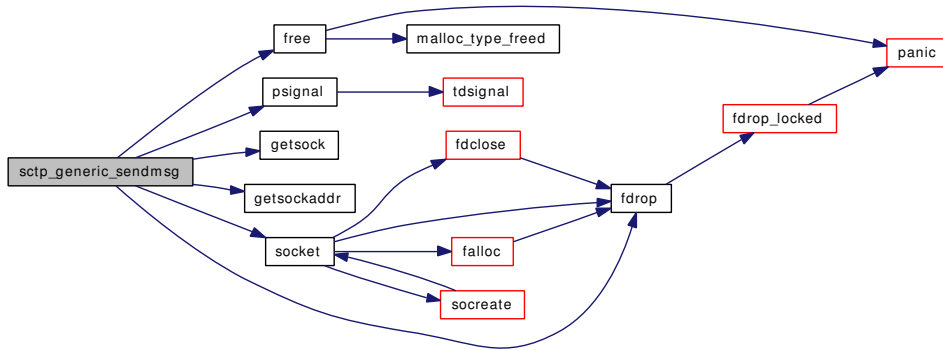 free
malloc_type_freed
panic
psignal
tdsignal
fdrop_locked
getsock
fdclose
sctp_generic_sendmsg
getsockaddr
fdrop
socket
falloc
socreate